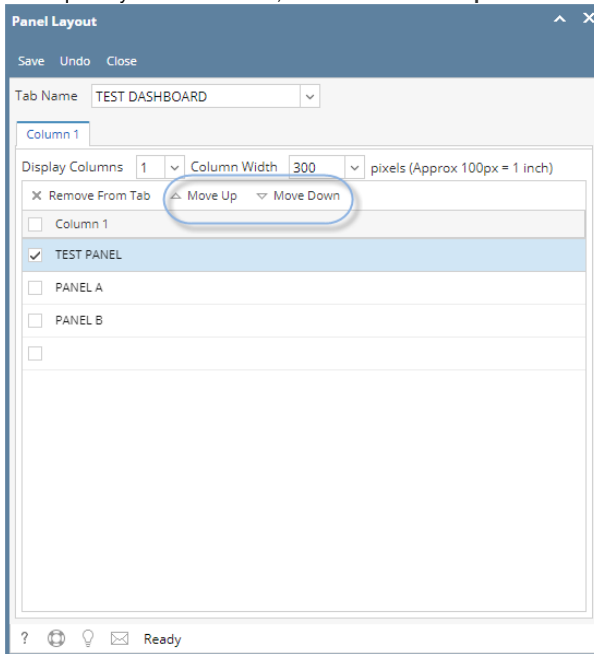 Panel Layout
Save Undo Close
Tab Name TEST DASHBOARD
Column 1
Display Columns 1 Column Width 300 pixels (Approx 100px = 1 inch)
Remove From Tab Move Up Move Down
Column 1
TEST PANEL
PANEL A
PANEL B
? Ready